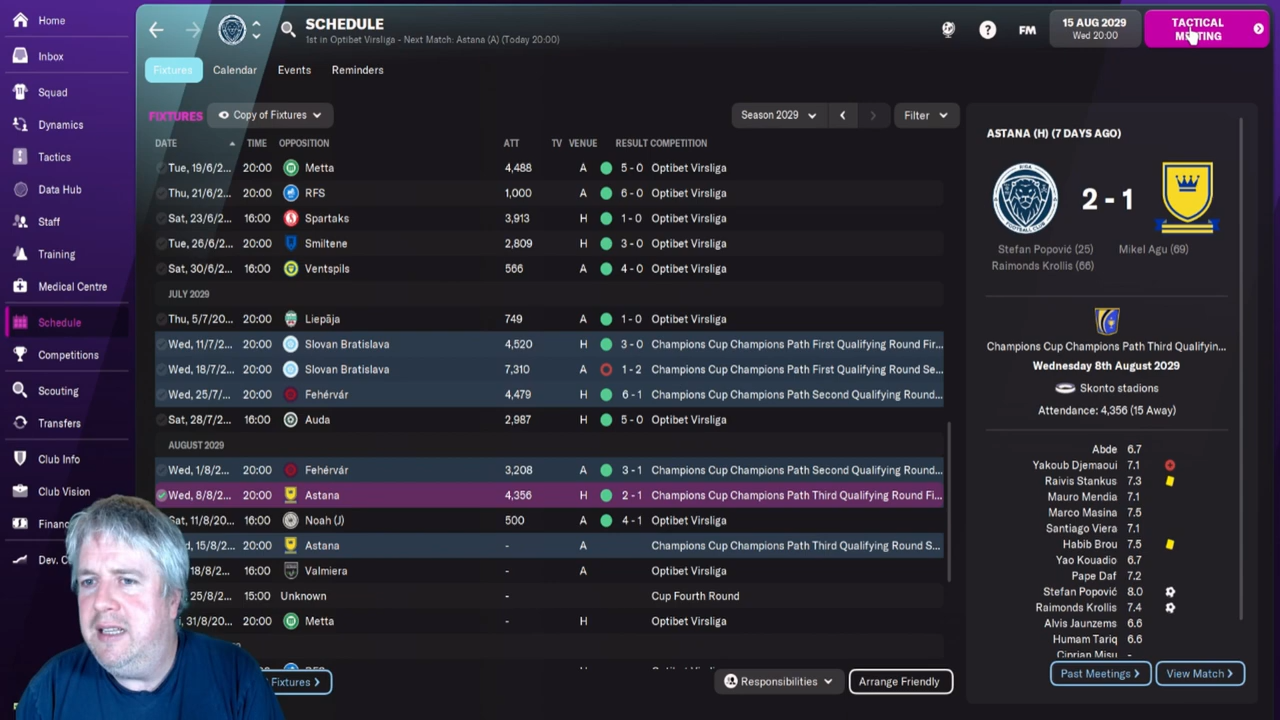 Home
Inbox
Squad
Dynamics
Tactics
Data Hub
Staff
Training
Medical Centre
Schedule
Competitions
Scouting
Transfers
Club Info
Club Vision
Finan
Dev. C
SCHEDULE
1st in Optibet Virsliga - Next Match: Astana (A) (Today 20:00)
FM
15 AUG 2029
Wed 20:00
TACTICAL
MEETING
Fixtures Calendar Events Reminders
FIXTURES Copy of Fixtures Season 2029 Filter
DATE TIME OPPOSITION ATT TV VENUE RESULT COMPETITION
Tue, 19/6/2... 20:00 Metta 4,488 A 5 - 0 Optibet Virsliga
Thu, 21/6/2... 20:00 RFS 1,000 A 6 - 0 Optibet Virsliga
Sat, 23/6/2... 16:00 Spartaks 3,913 H 1 - 0 Optibet Virsliga
Tue, 26/6/2... 20:00 Smiltene 2,809 H 3 - 0 Optibet Virsliga
Sat, 30/6/2... 16:00 Ventspils 566 A 4 - 0 Optibet Virsliga
JULY 2029
Thu, 5/7/20... 20:00 Liepāja 749 A 1 - 0 Optibet Virsliga
Wed, 11/7/2... 20:00 Slovan Bratislava 4,520 H 3 - 0 Champions Cup Champions Path First Qualifying Round Fir...
Wed, 18/7/2... 20:00 Slovan Bratislava 7,310 A 1 - 2 Champions Cup Champions Path First Qualifying Round Se...
Wed, 25/7/... 20:00 Fehérvár 4,479 H 6 - 1 Champions Cup Champions Path Second Qualifying Round...
Sat, 28/7/2... 16:00 Auda 2,987 H 5 - 0 Optibet Virsliga
AUGUST 2029
Wed, 1/8/2... 20:00 Fehérvár 3,208 A 3 - 1 Champions Cup Champions Path Second Qualifying Round...
Wed, 8/8/2... 20:00 Astana 4,356 H 2 - 1 Champions Cup Champions Path Third Qualifying Round Fi...
Sat, 11/8/20... 16:00 Noah (J) 500 A 4 - 1 Optibet Virsliga
d, 15/8/2... 20:00 Astana - A Champions Cup Champions Path Third Qualifying Round S...
18/8/2... 16:00 Valmiera - A Optibet Virsliga
25/8/... 15:00 Unknown - Cup Fourth Round
i, 31/8/20... 20:00 Metta - H Optibet Virsliga
Fixtures >
Responsibilities
Arrange Friendly
ASTANA (H) (7 DAYS AGO)
2 - 1
Stefan Popović (25) Mikel Agu (69)
Raimonds Krollis (66)
Champions Cup Champions Path Third Qualifyin...
Wednesday 8th August 2029
Skonto stadions
Attendance: 4,356 (15 Away)
Abde 6.7
Yakoub Djemaoui 7.1
Raivis Stankus 7.3
Mauro Mendia 7.1
Marco Masina 7.5
Santiago Viera 7.1
Habib Brou 7.5
Yao Kouadio 6.7
Pape Daf 7.2
Stefan Popović 8.0
Raimonds Krollis 7.4
Alvis Jaunzems 6.6
Humam Tariq 6.6
Ciprian Misu -
Past Meetings >
View Match >